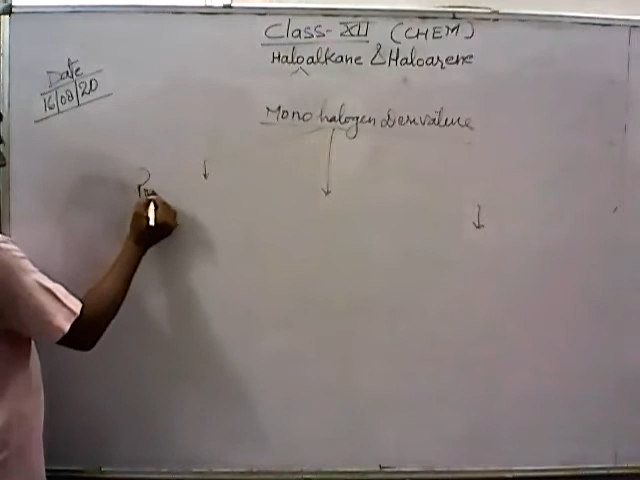 Class-XII (CHEM)
Haloalkane & Haloarene
Date
16/08/20
Mono halogen Derivative